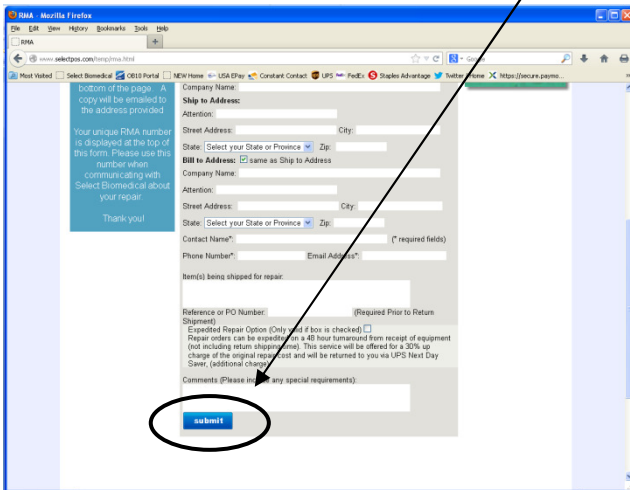 RMA - Mozilla Firefox
File Edit View History Bookmarks Tools Help
RMA
www.selectpos.com/temp/rma.html
Google
Most Visited Select Biomedical OB10 Portal NEW Home USA EPay Constant Contact UPS FedEx Staples Advantage Twitter / Home https://secure.payme...
bottom of the page. A
copy will be emailed to
the address provided
Your unique RMA number
is displayed at the top of
this form. Please use this
number when
communicating with
Select Biomedical about
your repair.
Thank you!
Company Name:
Ship to Address:
Attention:
Street Address: City:
State: Select your State or Province Zip:
Bill to Address: same as Ship to Address
Company Name:
Attention:
Street Address: City:
State: Select your State or Province Zip:
Contact Name*: (* required fields)
Phone Number*: Email Address*:
Item(s) being shipped for repair:
Reference or PO Number: (Required Prior to Return
Shipment)
Expedited Repair Option (Only valid if box is checked)
Repair orders can be expedited on a 48 hour turnaround from receipt of equipment
(not including return shipping time). This service will be offered for a 30% up
charge of the original repair cost and will be returned to you via UPS Next Day
Saver, (additional charge)
Comments (Please include any special requirements):
submit